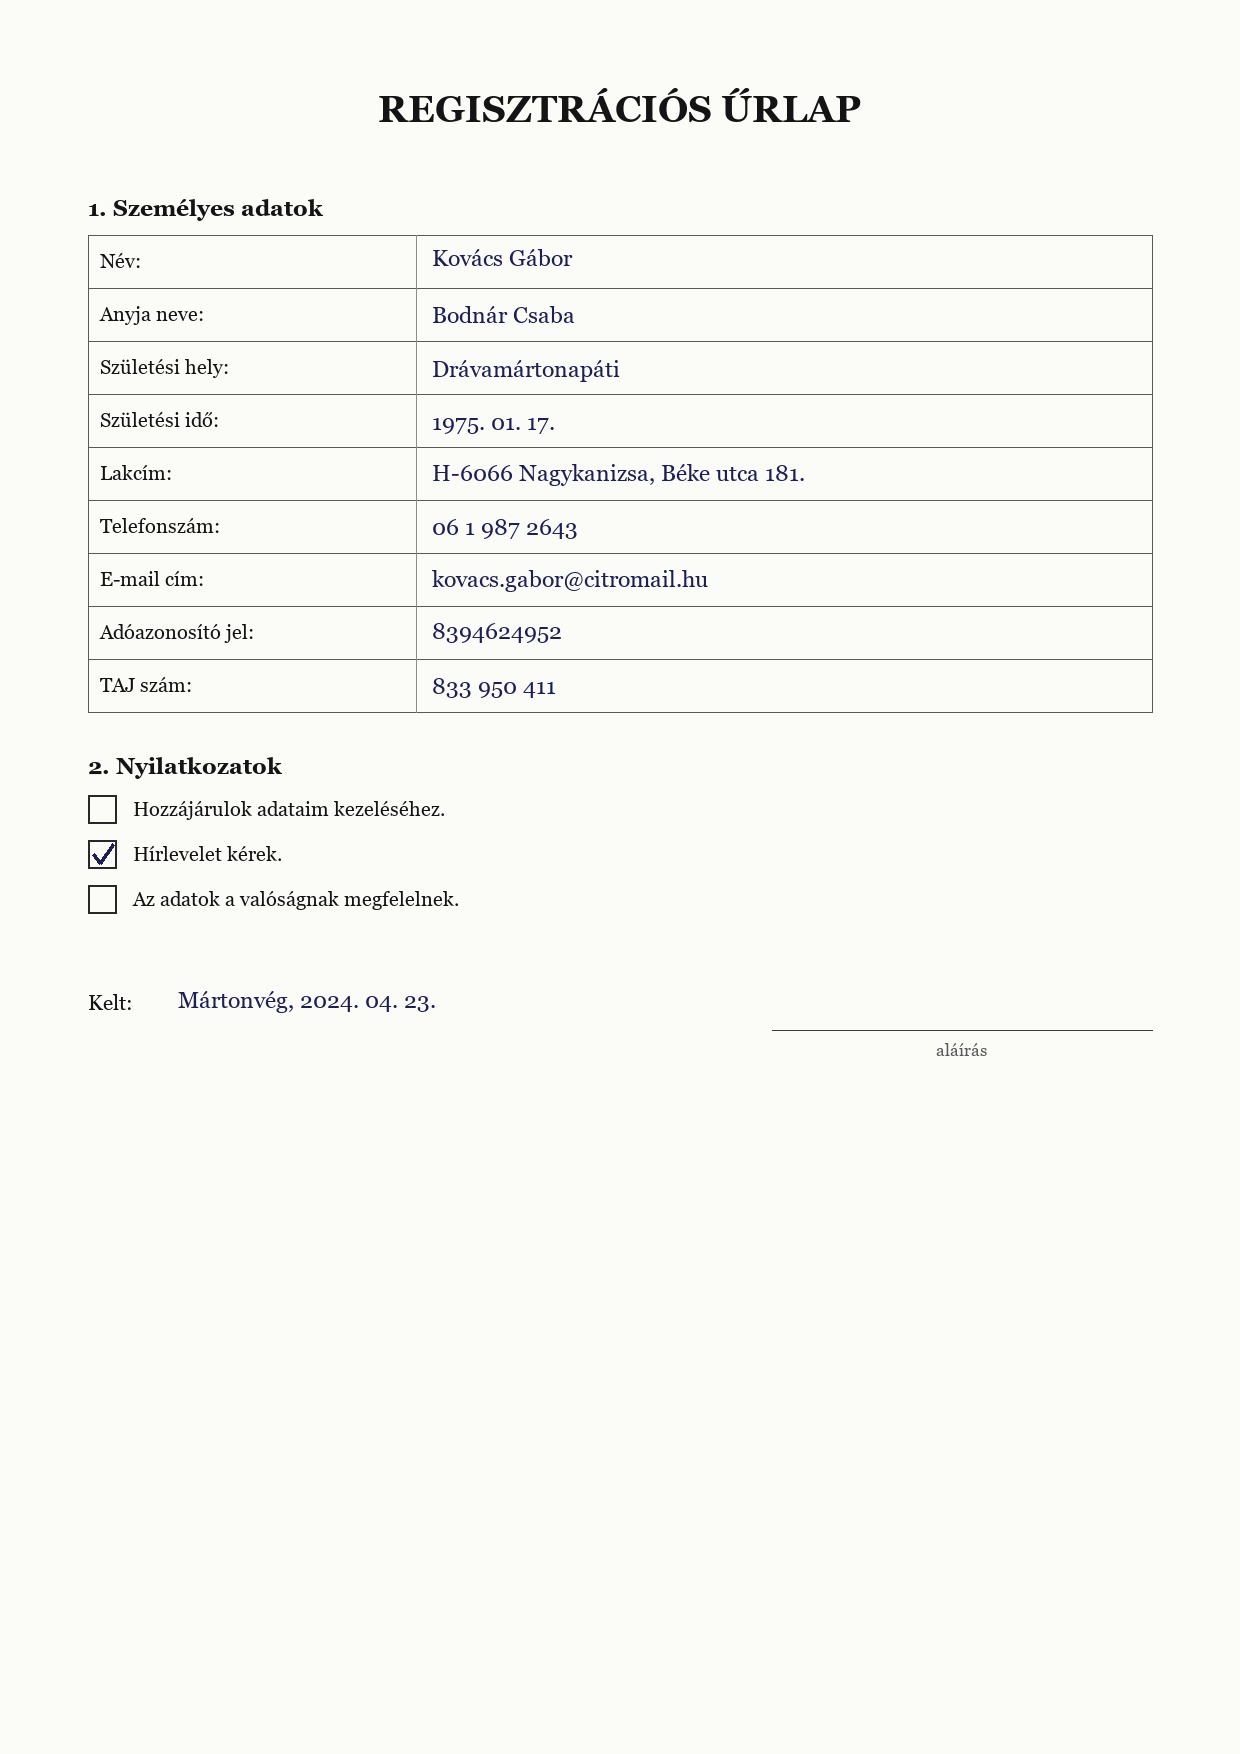 REGISZTRÁCIÓS ŰRLAP
1. Személyes adatok
Név: Kovács Gábor
Anyja neve: Bodnár Csaba
Születési hely: Drávamártonapáti
Születési idő: 1975. 01. 17.
Lakcím: H-6066 Nagykanizsa, Béke utca 181.
Telefonszám: 06 1 987 2643
E-mail cím: kovacs.gabor@citromail.hu
Adóazonosító jel: 8394624952
TAJ szám: 833 950 411
2. Nyilatkozatok
Hozzájárulok adataim kezeléséhez.
Hírlevelet kérek.
Az adatok a valóságnak megfelelnek.
Kelt: Mártonvég, 2024. 04. 23.
aláírás